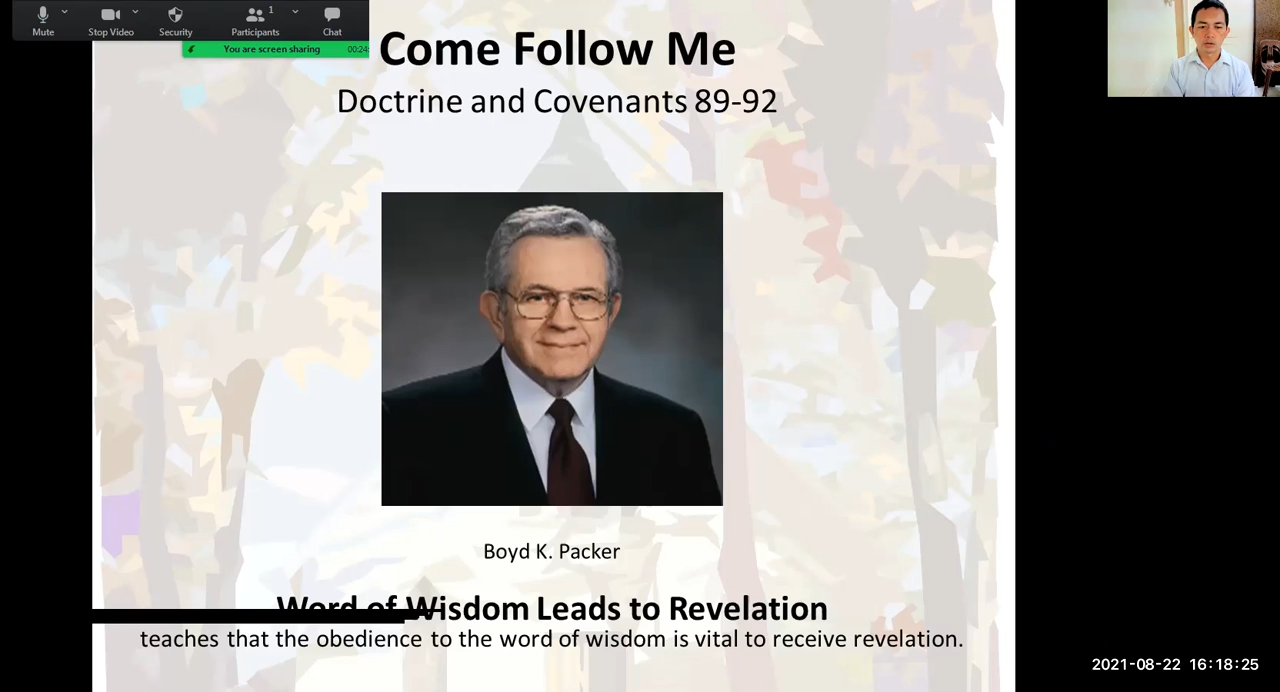 Mute
Stop Video
Security
1
Participants
Chat
You are screen sharing
00:24:
Come Follow Me
Doctrine and Covenants 89-92
Boyd K. Packer
Word of Wisdom Leads to Revelation
teaches that the obedience to the word of wisdom is vital to receive revelation.
2021-08-22 16:18:25